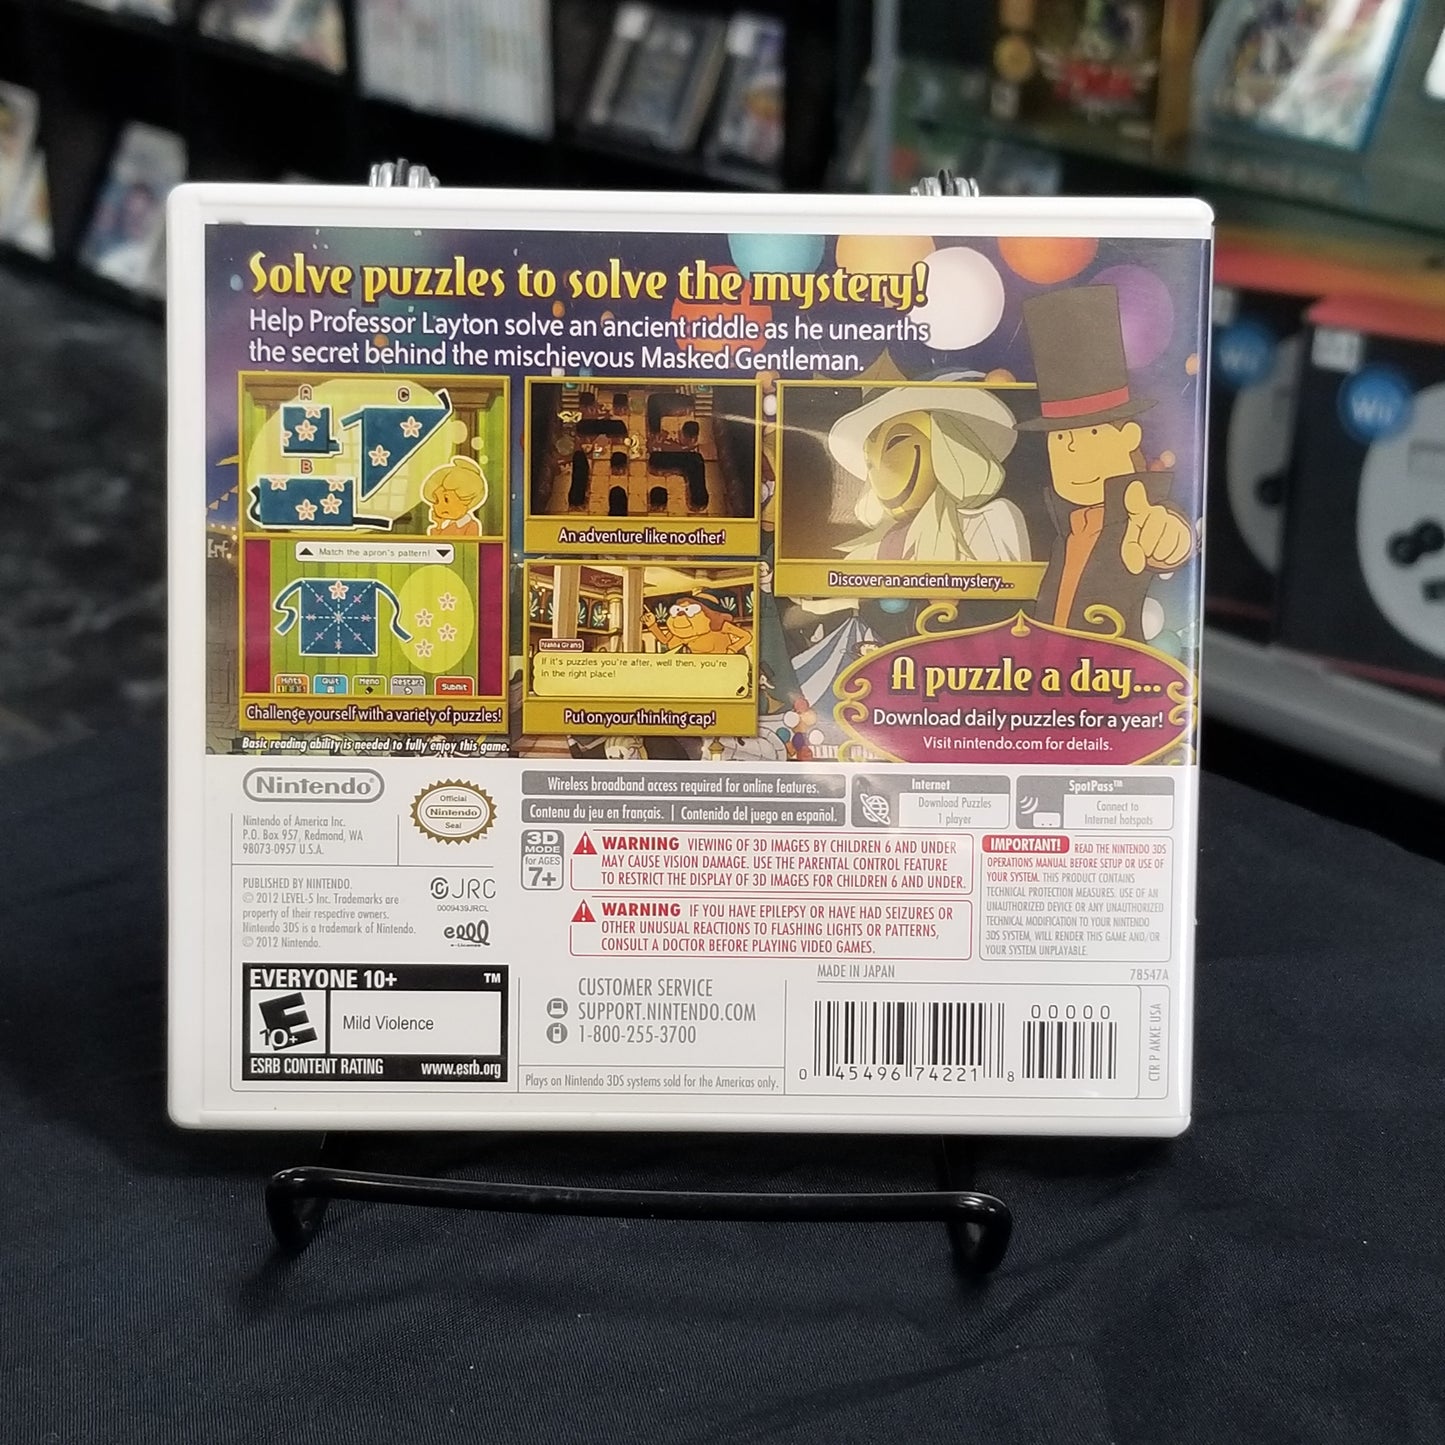 Solve puzzles to solve the mystery!
Help Professor Layton solve an ancient riddle as he unearths
the secret behind the mischievous Masked Gentleman.
A
C
B
Match the apron's pattern!
Hints
Quit
Memo
Restart
Submit
Challenge yourself with a variety of puzzles!
An adventure like no other!
Nanna Grams
If it's puzzles you're after, well then, you're
in the right place!
Put on your thinking cap!
Discover an ancient mystery...
A puzzle a day...
Download daily puzzles for a year!
Visit nintendo.com for details.
Basic reading ability is needed to fully enjoy this game.
Nintendo®
Nintendo of America Inc.
P.O. Box 957, Redmond, WA
98073-0957 U.S.A.
Official
Nintendo
Seal
Wireless broadband access required for online features.
Contenu du jeu en français. | Contenido del juego en español.
Internet
Download Puzzles
1 player
SpotPass™
Connect to
Internet hotspots
3D
MODE
for AGES
7+
WARNING VIEWING OF 3D IMAGES BY CHILDREN 6 AND UNDER
MAY CAUSE VISION DAMAGE. USE THE PARENTAL CONTROL FEATURE
TO RESTRICT THE DISPLAY OF 3D IMAGES FOR CHILDREN 6 AND UNDER.
WARNING IF YOU HAVE EPILEPSY OR HAVE HAD SEIZURES OR
OTHER UNUSUAL REACTIONS TO FLASHING LIGHTS OR PATTERNS,
CONSULT A DOCTOR BEFORE PLAYING VIDEO GAMES.
IMPORTANT! READ THE NINTENDO 3DS
OPERATIONS MANUAL BEFORE SETUP OR USE OF
YOUR SYSTEM. THIS PRODUCT CONTAINS
TECHNICAL PROTECTION MEASURES. USE OF AN
UNAUTHORIZED DEVICE OR ANY UNAUTHORIZED
TECHNICAL MODIFICATION TO YOUR NINTENDO
3DS SYSTEM, WILL RENDER THIS GAME AND/OR
YOUR SYSTEM UNPLAYABLE.
PUBLISHED BY NINTENDO.
© 2012 LEVEL-5 Inc. Trademarks are
property of their respective owners.
Nintendo 3DS is a trademark of Nintendo.
© 2012 Nintendo.
JRC
0009439JRCL
e-License
EVERYONE 10+ ™
E
10+
Mild Violence
ESRB CONTENT RATING www.esrb.org
CUSTOMER SERVICE
SUPPORT.NINTENDO.COM
1-800-255-3700
Plays on Nintendo 3DS systems sold for the Americas only.
MADE IN JAPAN
78547A
00000
0 45496 74221 8
CTR P AKKE USA
Wii
Wii